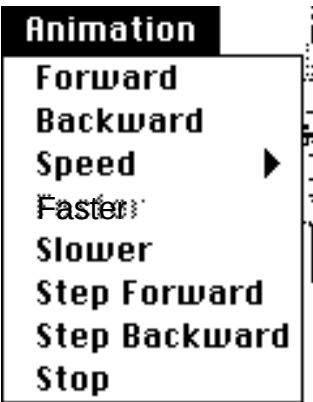 Animation
Forward
Backward
Speed
Faster
Slower
Step Forward
Step Backward
Stop